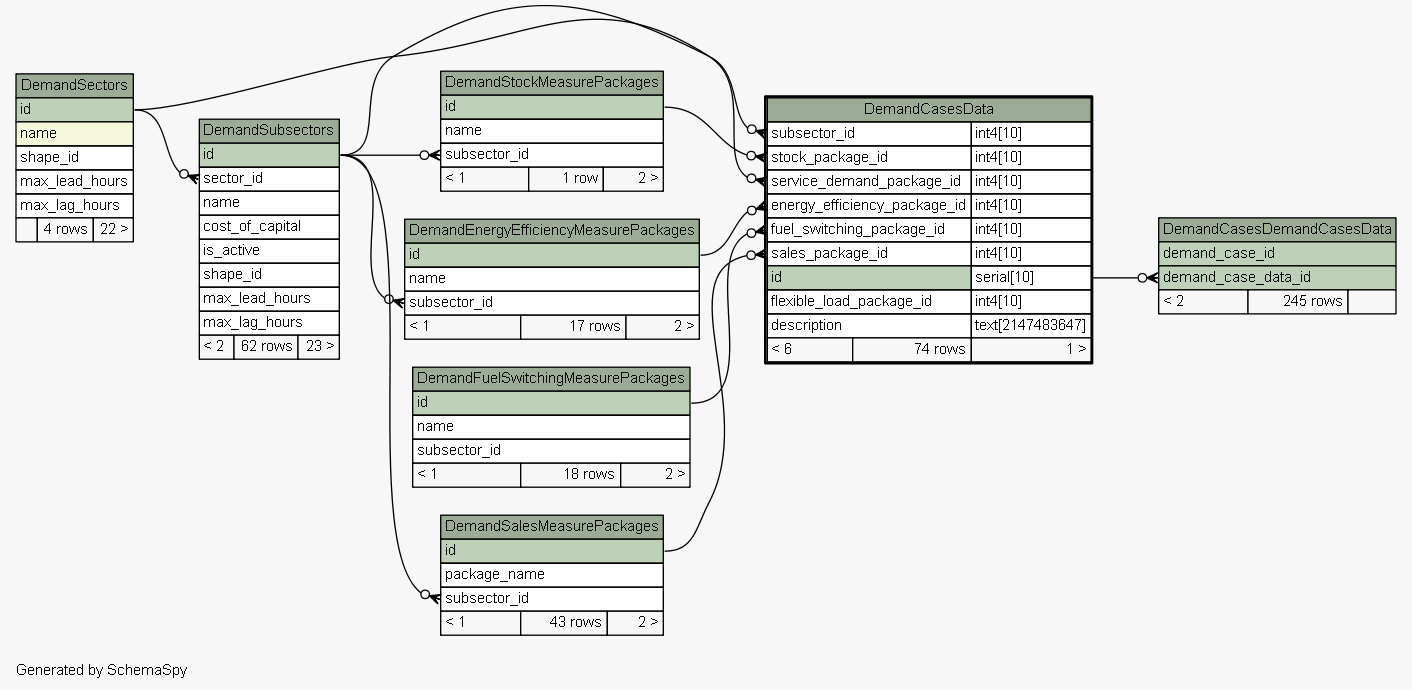 DemandSectors
id
name
shape_id
max_lead_hours
max_lag_hours
4 rows 22 >
DemandSubsectors
id
sector_id
name
cost_of_capital
is_active
shape_id
max_lead_hours
max_lag_hours
< 2 62 rows 23 >
DemandStockMeasurePackages
id
name
subsector_id
< 1 1 row 2 >
DemandEnergyEfficiencyMeasurePackages
id
name
subsector_id
< 1 17 rows 2 >
DemandFuelSwitchingMeasurePackages
id
name
subsector_id
< 1 18 rows 2 >
DemandSalesMeasurePackages
id
package_name
subsector_id
< 1 43 rows 2 >
DemandCasesData
subsector_id int4[10]
stock_package_id int4[10]
service_demand_package_id int4[10]
energy_efficiency_package_id int4[10]
fuel_switching_package_id int4[10]
sales_package_id int4[10]
id serial[10]
flexible_load_package_id int4[10]
description text[2147483647]
< 6 74 rows 1 >
DemandCasesDemandCasesData
demand_case_id
demand_case_data_id
< 2 245 rows
Generated by SchemaSpy